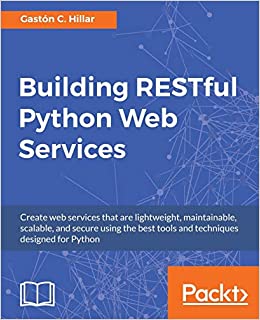 Gastón C. Hillar
Building RESTful
Python Web
Services
Create web services that are lightweight, maintainable,
scalable, and secure using the best tools and techniques
designed for Python
Packt>